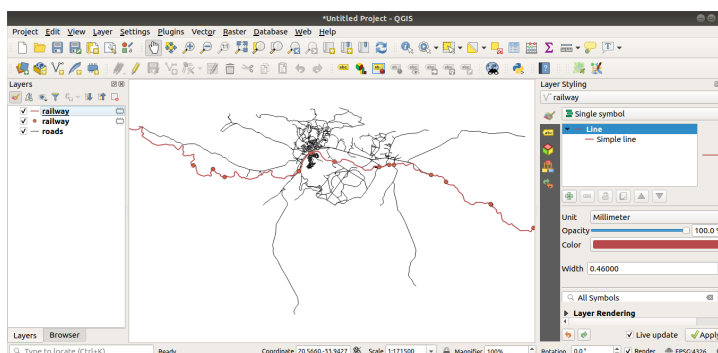 *Untitled Project - QGIS
Project Edit View Layer Settings Plugins Vector Raster Database Web Help
Layers
railway
railway
roads
Layers Browser
Layer Styling
railway
Single symbol
Line
Simple line
Unit Millimeter
Opacity 100.0 %
Color
Width 0.46000
All Symbols
Layer Rendering
Live update Apply
Type to locate (Ctrl+K) Ready Coordinate 20.5660,-33.9427 Scale 1:171500 Magnifier 100% Rotation 0.0° Render EPSG:4326